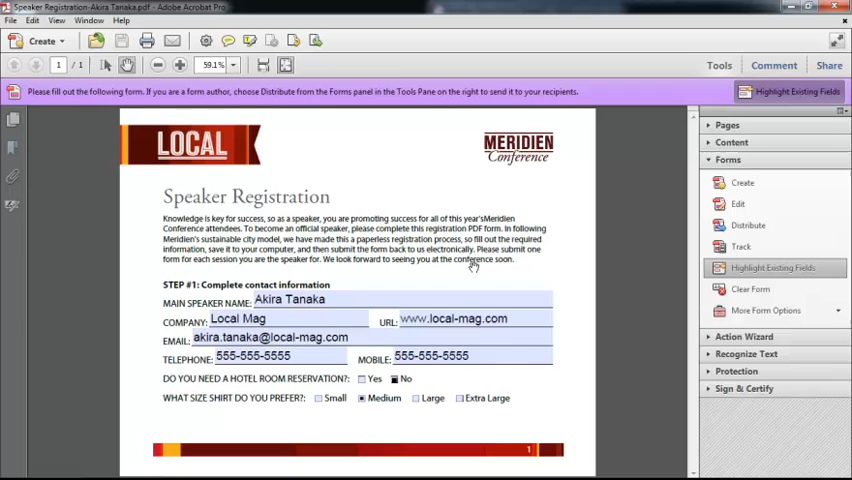 Speaker Registration-Akira Tanaka.pdf - Adobe Acrobat Pro
File Edit View Window Help
Create
1 / 1 59.1% Tools Comment Share
Please fill out the following form. If you are a form author, choose Distribute from the Forms panel in the Tools Pane on the right to send it to your recipients. Highlight Existing Fields
LOCAL
MERIDIEN
Conference
Speaker Registration
Knowledge is key for success, so as a speaker, you are promoting success for all of this year'sMeridien
Conference attendees. To become an official speaker, please complete this registration PDF form. In following
Meridien's sustainable city model, we have made this a paperless registration process, so fill out the required
information, save it to your computer, and then submit the form back to us electronically. Please submit one
form for each session you are the speaker for. We look forward to seeing you at the conference soon.
STEP #1: Complete contact information
MAIN SPEAKER NAME: Akira Tanaka
COMPANY: Local Mag URL: www.local-mag.com
EMAIL: akira.tanaka@local-mag.com
TELEPHONE: 555-555-5555 MOBILE: 555-555-5555
DO YOU NEED A HOTEL ROOM RESERVATION?: Yes No
WHAT SIZE SHIRT DO YOU PREFER?: Small Medium Large Extra Large
1
Pages
Content
Forms
Create
Edit
Distribute
Track
Highlight Existing Fields
Clear Form
More Form Options
Action Wizard
Recognize Text
Protection
Sign & Certify